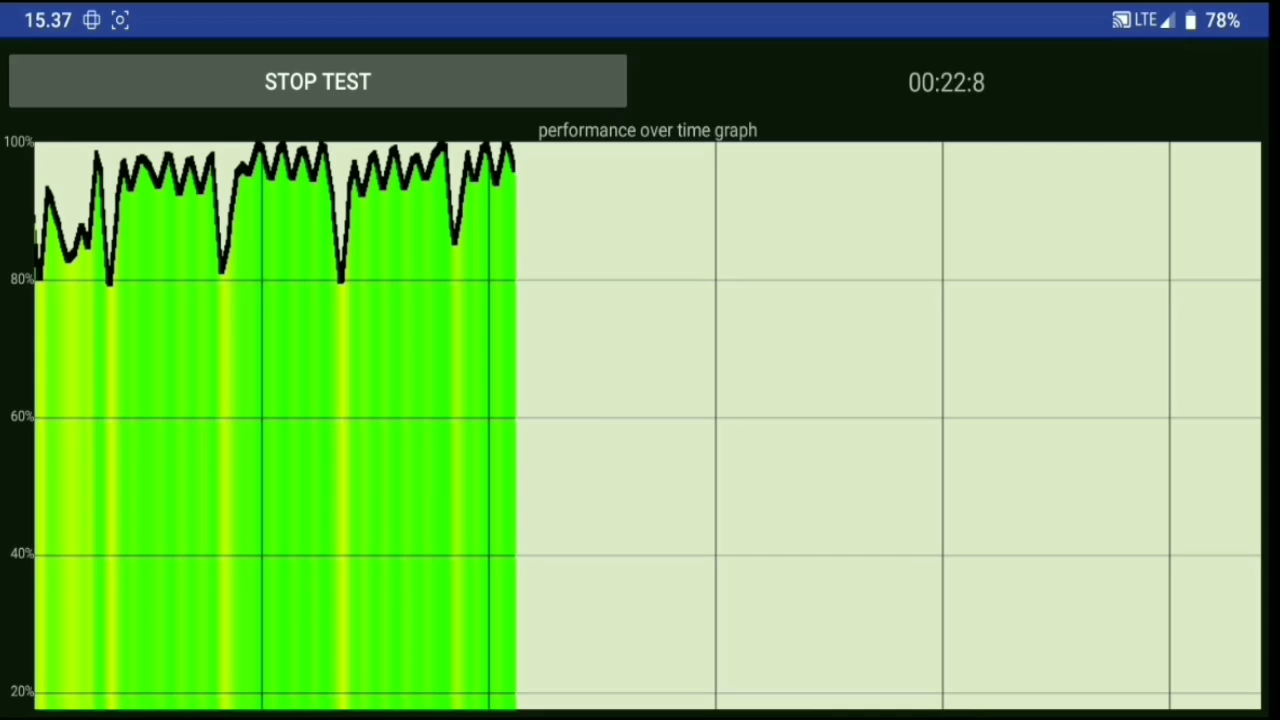 15.37 LTE 78%
STOP TEST 00:22:8
performance over time graph
100%
80%
60%
40%
20%